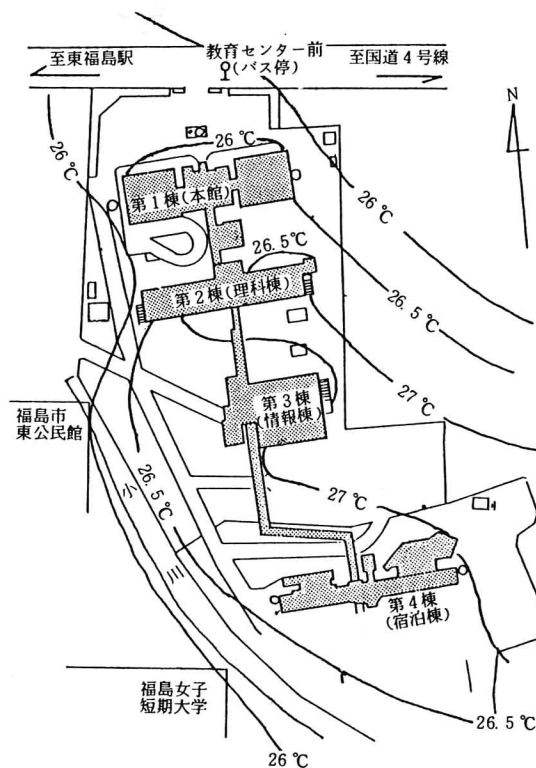 至東福島駅
教育センター前
(バス停)
至国道4号線
N
26℃
26℃
第1棟(本館)
26℃
26.5℃
第2棟(理科棟)
26.5℃
27℃
第3棟
(情報棟)
福島市
東公民館
26.5℃
小
川
27℃
第4棟
(宿泊棟)
福島女子
短期大学
26.5℃
26℃